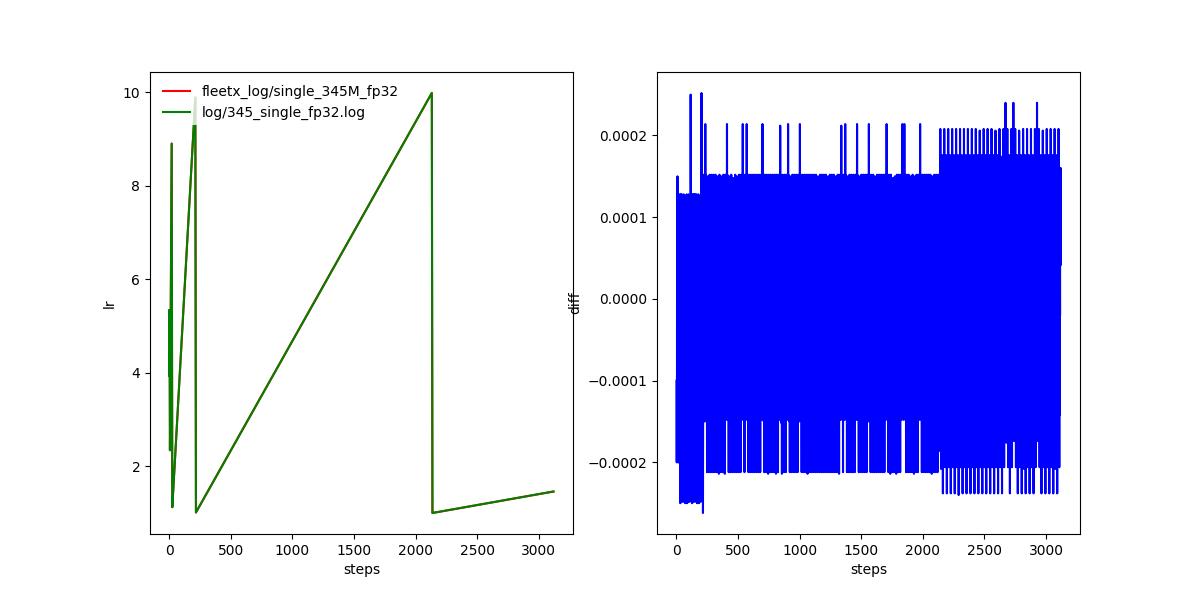 fleetx_log/single_345M_fp32
log/345_single_fp32.log
10
8
6
4
2
lr
0 500 1000 1500 2000 2500 3000
steps
0.0002
0.0001
0.0000
−0.0001
−0.0002
diff
0 500 1000 1500 2000 2500 3000
steps